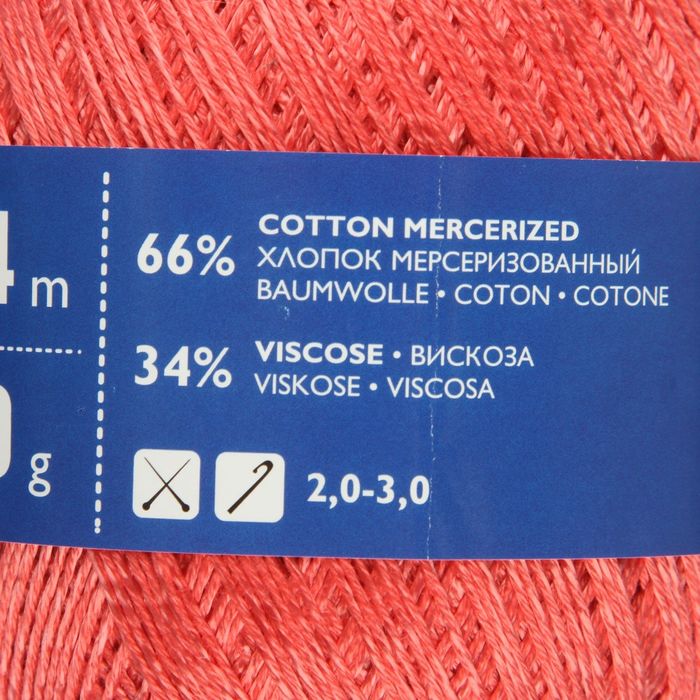 4 m
g
66% COTTON MERCERIZED
ХЛОПОК МЕРСЕРИЗОВАННЫЙ
BAUMWOLLE • COTON • COTONE
34% VISCOSE • ВИСКОЗА
VISKOSE • VISCOSA
2,0-3,0